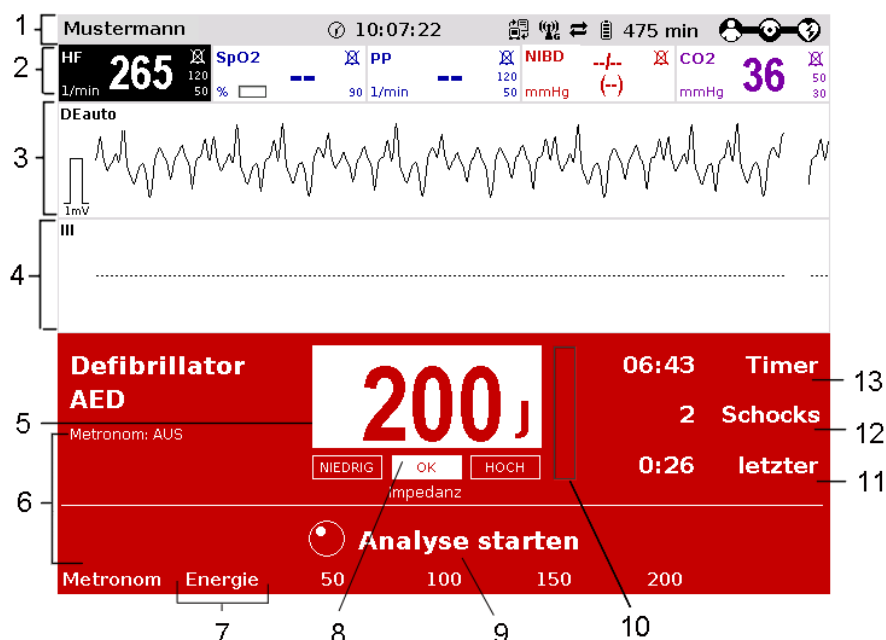 1 Mustermann 10:07:22 G 475 min
2 HF 265 120 50 1/min SpO2 -- % 90 PP -- 120 50 1/min NIBD --/-- (--) mmHg CO2 36 50 30 mmHg
DEauto
3
1mV
III
4
Defibrillator 200 J 06:43 Timer
13
AED
5 2 Schocks
12
Metronom: AUS
NIEDRIG OK HOCH 0:26 letzter
11
Impedanz
6
Analyse starten
Metronom Energie 50 100 150 200
7 8 9 10